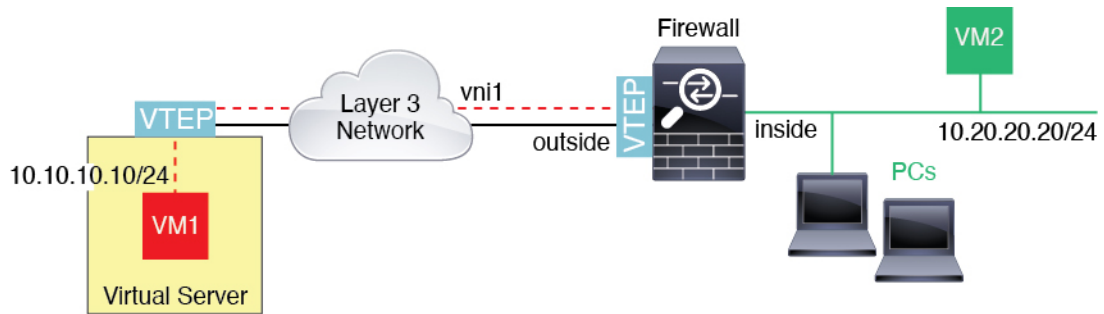 Firewall
VM2
Layer 3
Network
vni1
VTEP
outside
VTEP
inside
10.20.20.20/24
10.10.10.10/24
PCs
VM1
Virtual Server